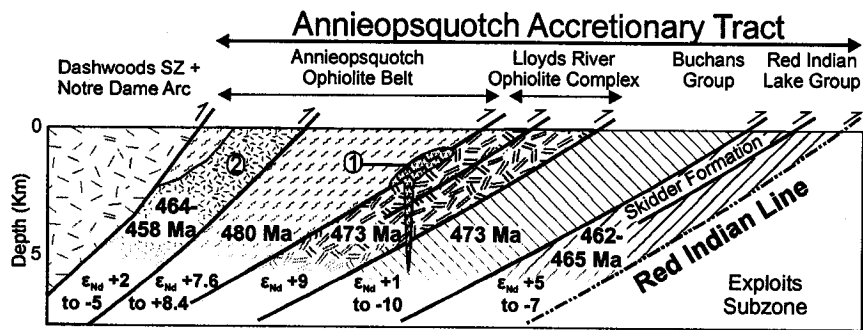 Annieopsquotch Accretionary Tract
Dashwoods SZ +
Notre Dame Arc
Annieopsquotch
Ophiolite Belt
Lloyds River
Ophiolite Complex
Buchans
Group
Red Indian
Lake Group
0
5
Depth (Km)
2
1
464-
458 Ma
480 Ma
473 Ma
473 Ma
462-
465 Ma
Skidder Formation
Red Indian Line
εNd +2
to -5
εNd +7.6
to +8.4
εNd +9
εNd +1
to -10
εNd +5
to -7
Exploits
Subzone